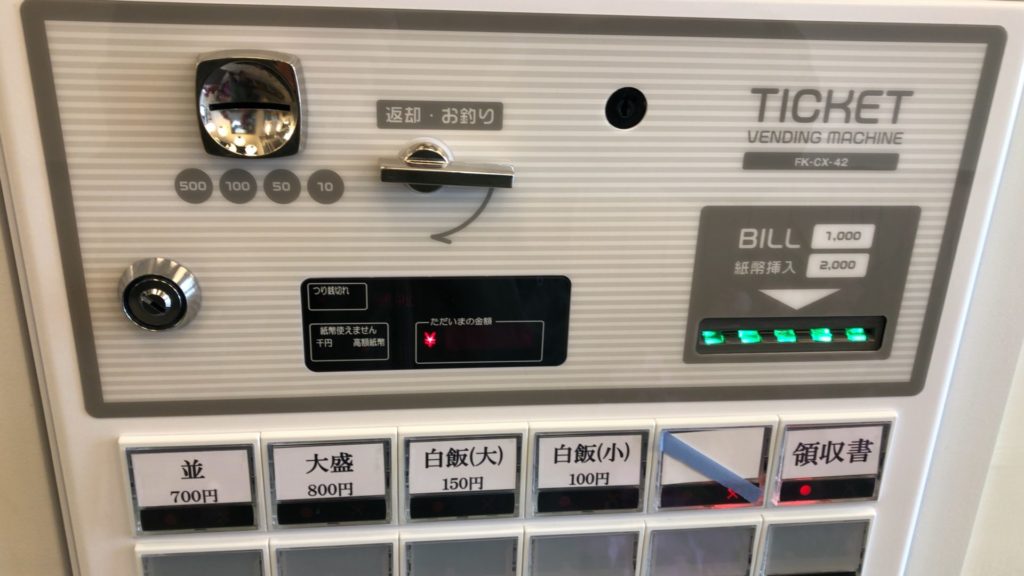 TICKET
VENDING MACHINE
FK-CX-42
返却・お釣り
500 100 50 10
BILL 1,000
紙幣挿入 2,000
つり銭切れ
紙幣使えません
千円 高額紙幣
ただいまの金額
¥
並
700円
大盛
800円
白飯(大)
150円
白飯(小)
100円
領収書